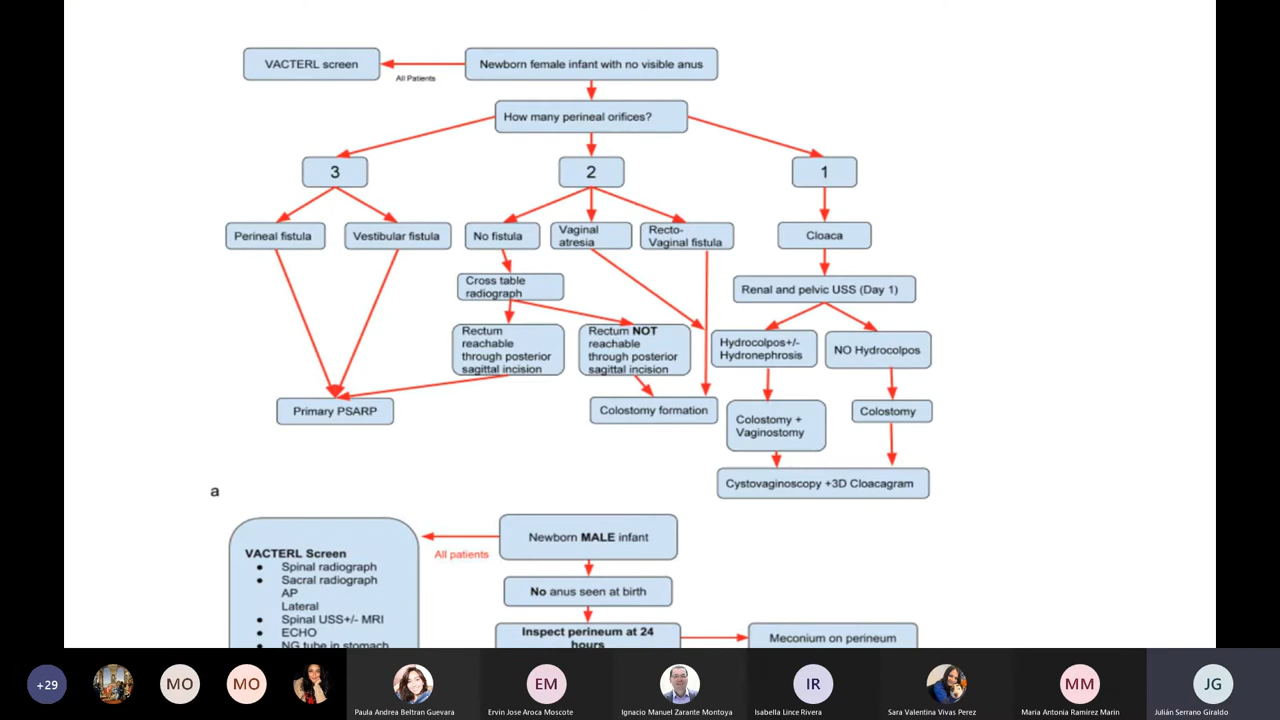 VACTERL screen
Newborn female infant with no visible anus
All Patients
How many perineal orifices?
3
2
1
Perineal fistula
Vestibular fistula
No fistula
Vaginal
atresia
Recto-
Vaginal fistula
Cloaca
Cross table
radiograph
Renal and pelvic USS (Day 1)
Rectum
reachable
through posterior
sagittal incision
Rectum NOT
reachable
through posterior
sagittal incision
Hydrocolpos+/-
Hydronephrosis
NO Hydrocolpos
Primary PSARP
Colostomy formation
Colostomy +
Vaginostomy
Colostomy
Cystovaginoscopy +3D Cloacagram
a
VACTERL Screen
• Spinal radiograph
• Sacral radiograph
AP
Lateral
• Spinal USS+/- MRI
• ECHO
• NG tube in stomach
All patients
Newborn MALE infant
No anus seen at birth
Inspect perineum at 24
hours
Meconium on perineum
+29
MO
MO
Paula Andrea Beltran Guevara
EM
Ervin Jose Aroca Moscote
Ignacio Manuel Zarante Montoya
IR
Isabella Lince Rivera
Sara Valentina Vivas Perez
MM
Maria Antonia Ramirez Marin
JG
Julián Serrano Giraldo